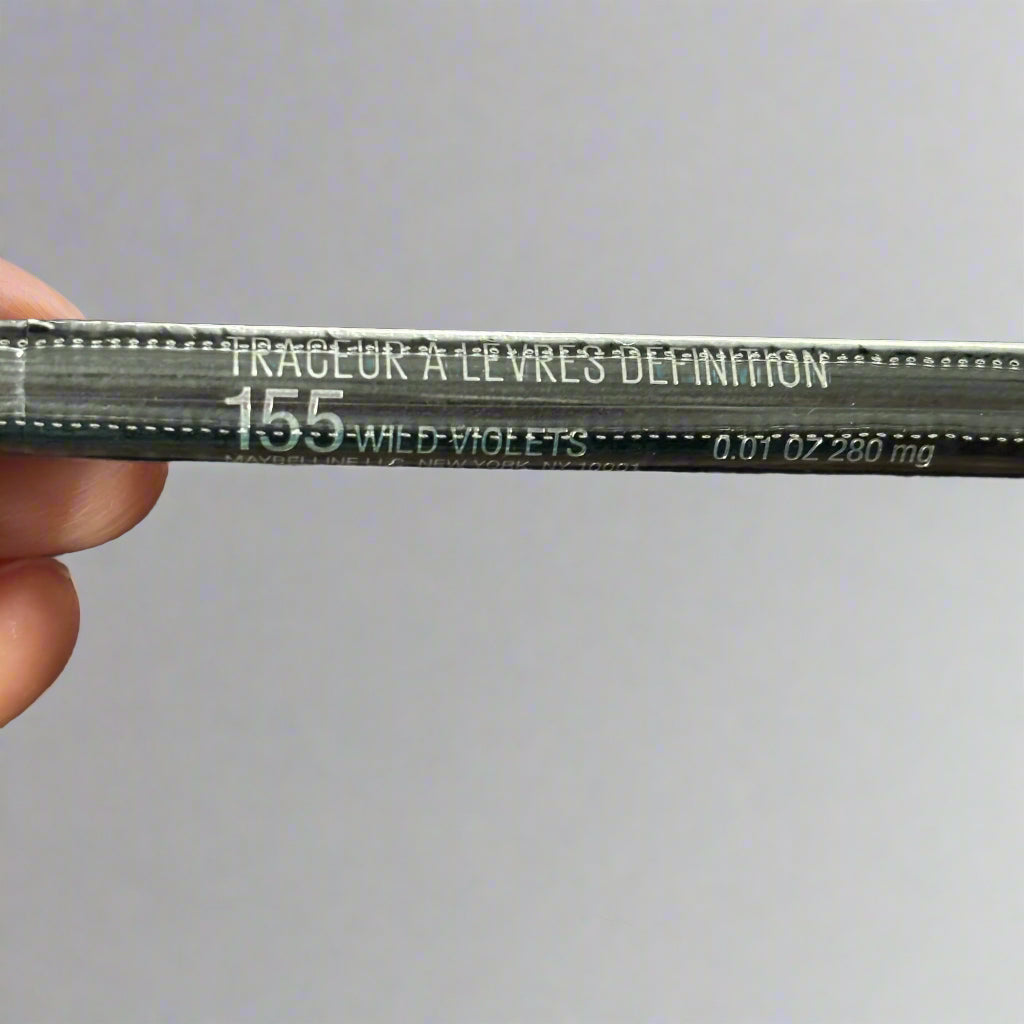 TRACEUR À LÈVRES DÉFINITION
155 WILD VIOLETS 0.01 OZ 280 mg
MAYBELLINE LLC, NEW YORK, NY 10001